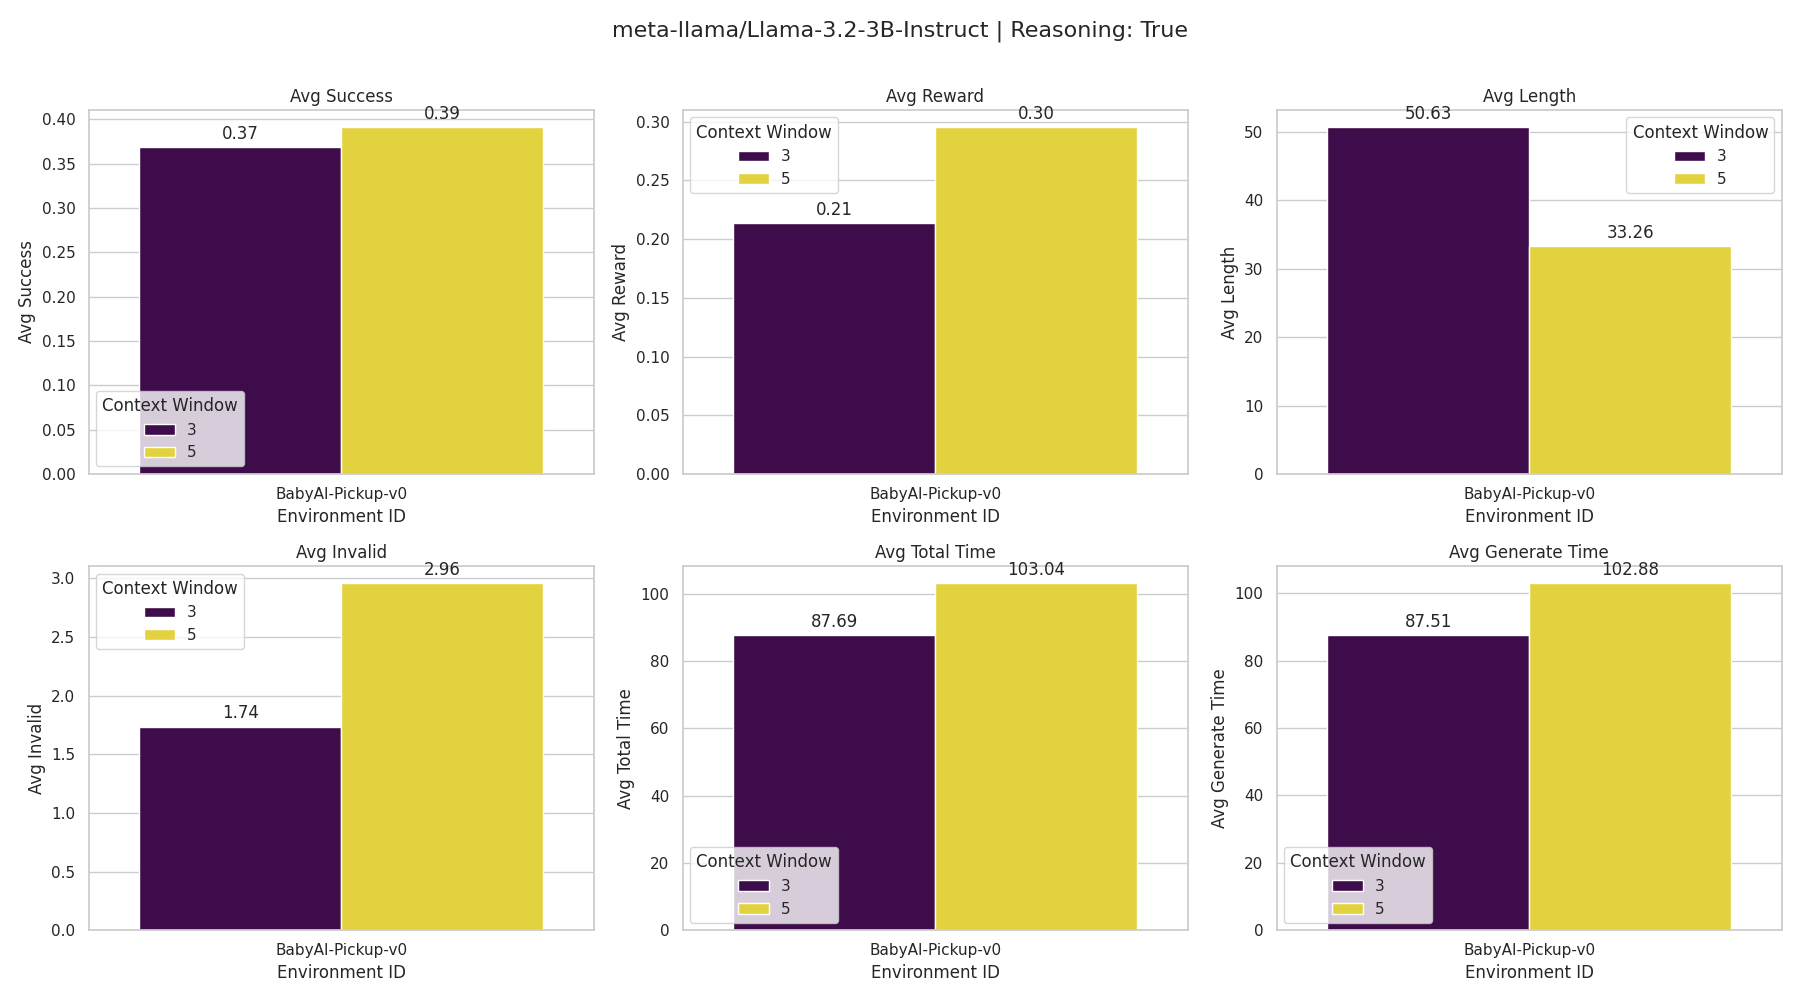 meta-llama/Llama-3.2-3B-Instruct | Reasoning: True
Avg Success
Avg Success
0.40
0.35
0.30
0.25
0.20
0.15
0.10
0.05
0.00
0.37
0.39
Context Window
3
5
BabyAI-Pickup-v0
Environment ID
Avg Reward
Avg Reward
0.30
0.25
0.20
0.15
0.10
0.05
0.00
0.21
0.30
Context Window
3
5
BabyAI-Pickup-v0
Environment ID
Avg Length
Avg Length
50
40
30
20
10
0
50.63
33.26
Context Window
3
5
BabyAI-Pickup-v0
Environment ID
Avg Invalid
Avg Invalid
3.0
2.5
2.0
1.5
1.0
0.5
0.0
1.74
2.96
Context Window
3
5
BabyAI-Pickup-v0
Environment ID
Avg Total Time
Avg Total Time
100
80
60
40
20
0
87.69
103.04
Context Window
3
5
BabyAI-Pickup-v0
Environment ID
Avg Generate Time
Avg Generate Time
100
80
60
40
20
0
87.51
102.88
Context Window
3
5
BabyAI-Pickup-v0
Environment ID